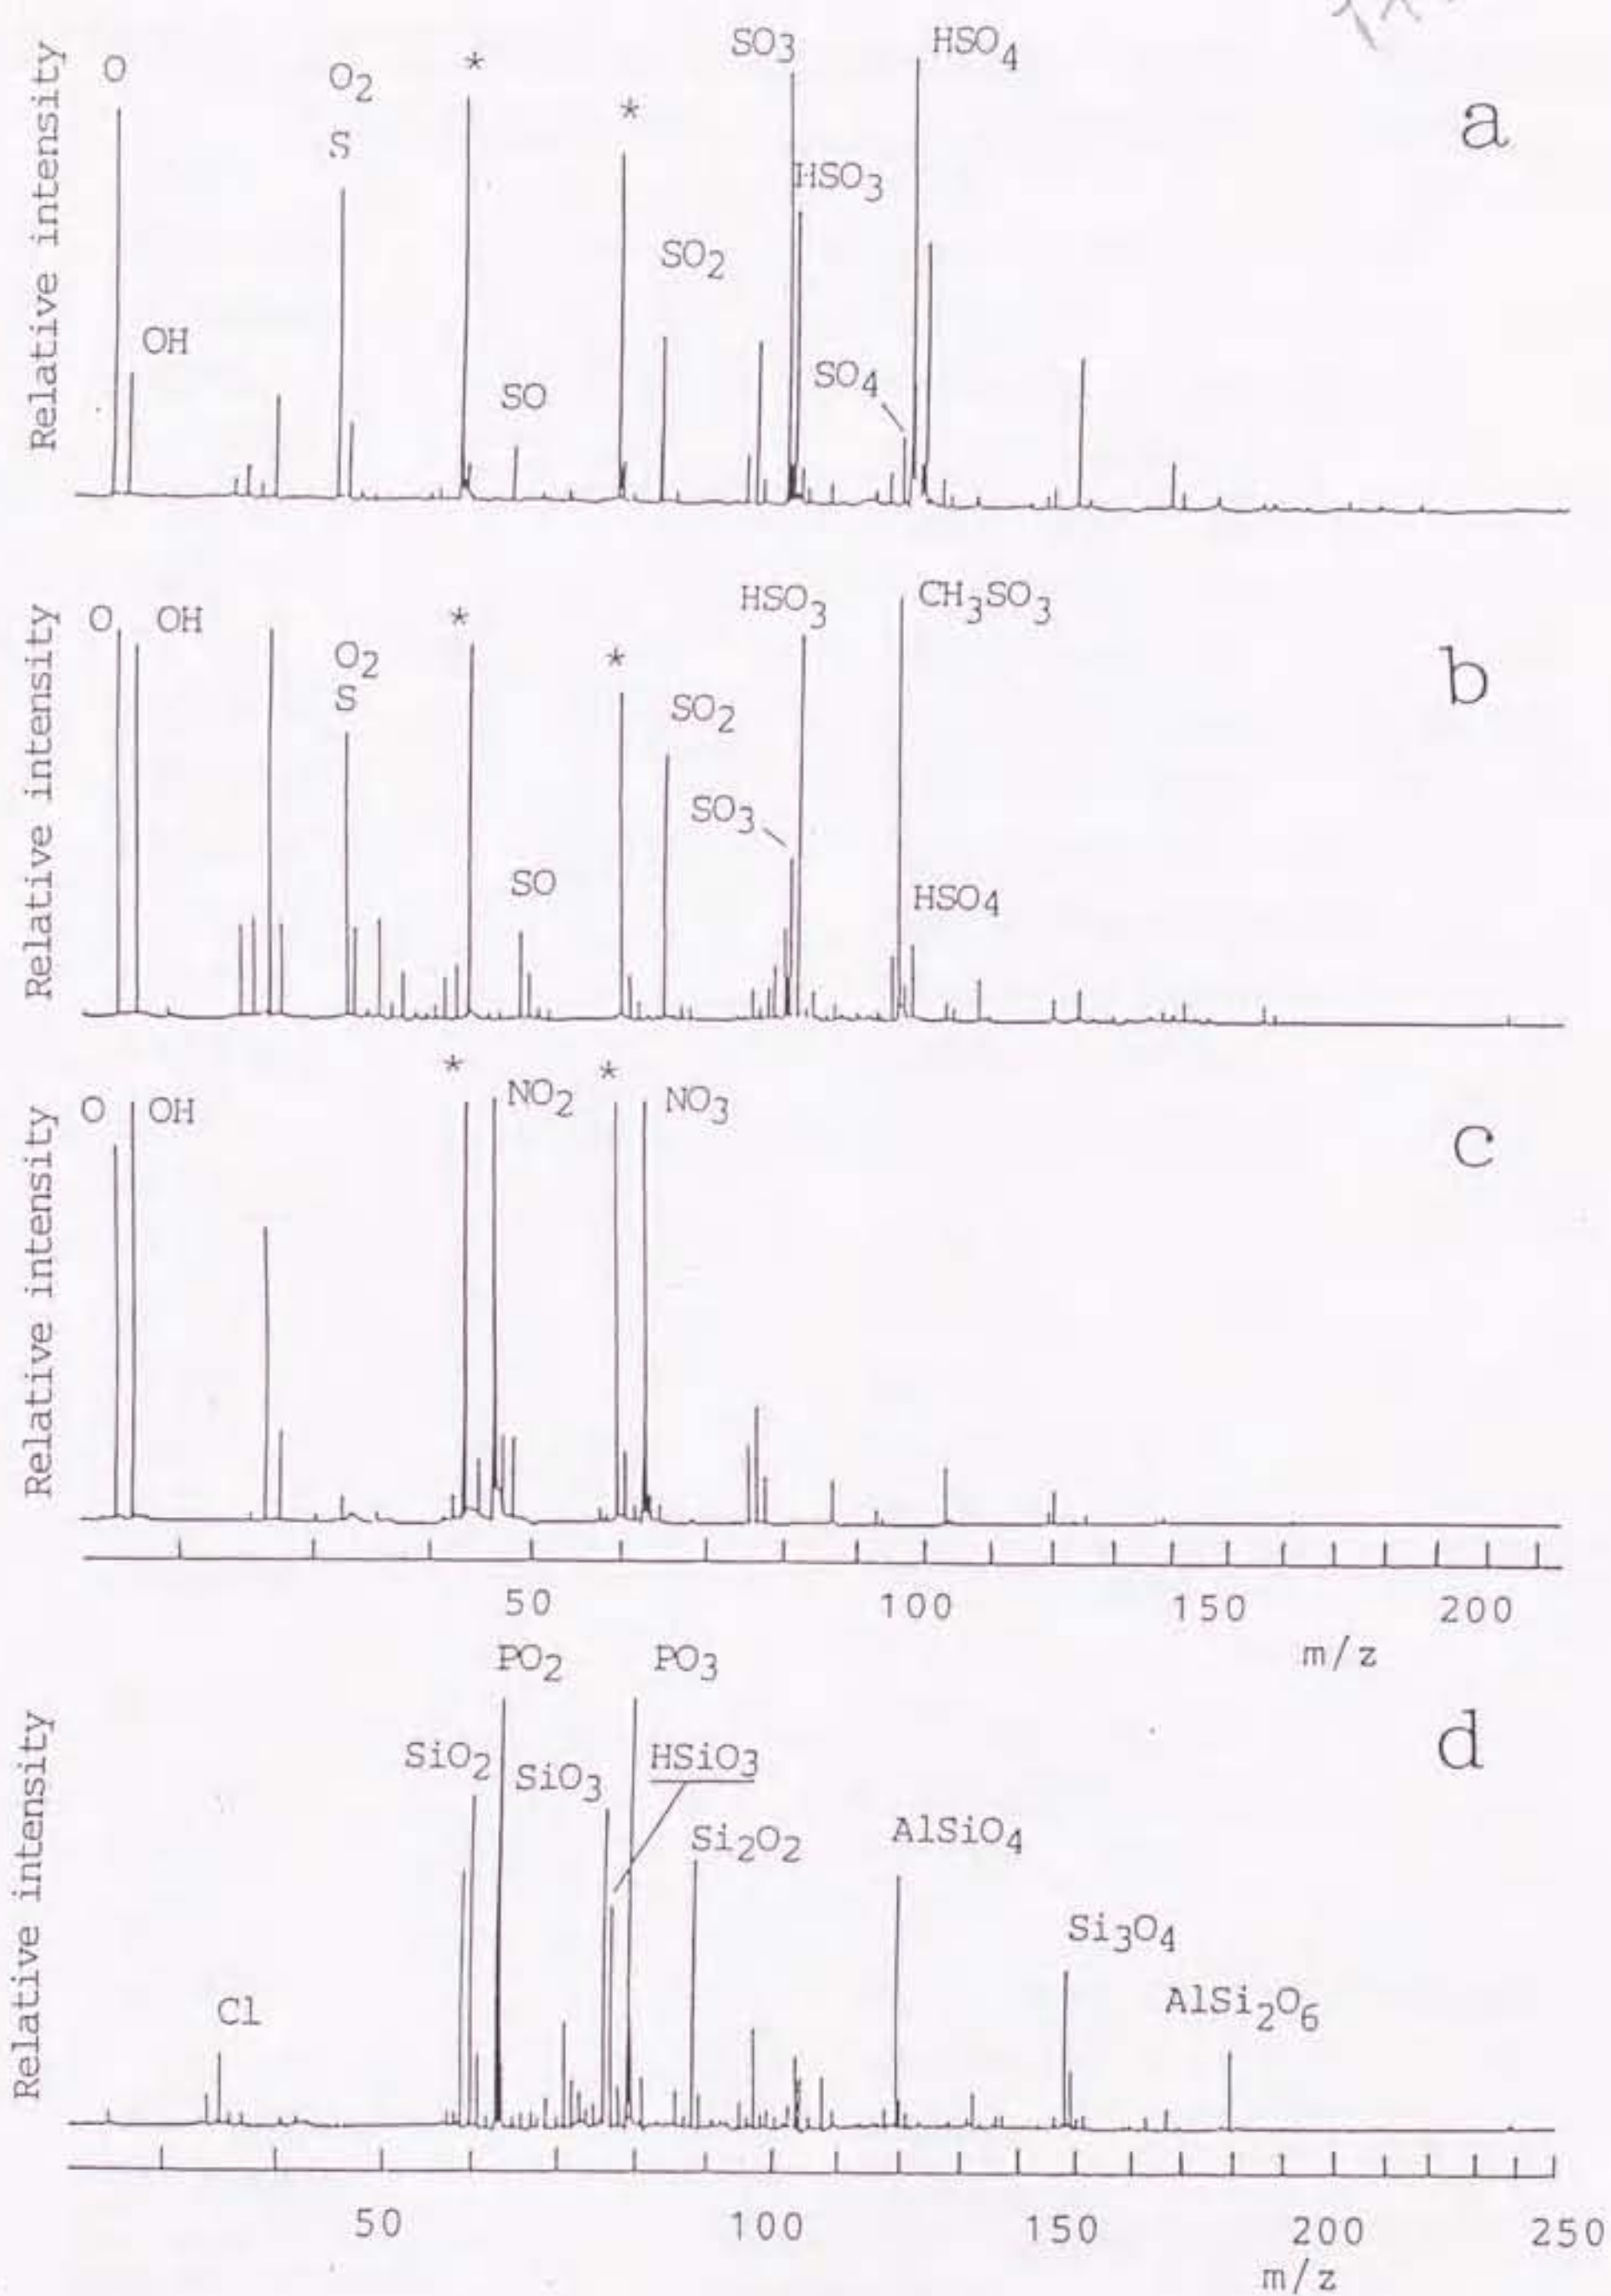 a
Relative intensity
O
OH
O2
S
*
SO
*
SO2
SO3
HSO3
SO4
HSO4
b
Relative intensity
O
OH
O2
S
*
SO
*
SO2
SO3
HSO3
CH3SO3
HSO4
c
Relative intensity
O
OH
*
NO2
*
NO3
50 100 150 200
m/z
d
Relative intensity
Cl
SiO2
PO2
SiO3
PO3
HSiO3
Si2O2
AlSiO4
Si3O4
AlSi2O6
50 100 150 200 250
m/z